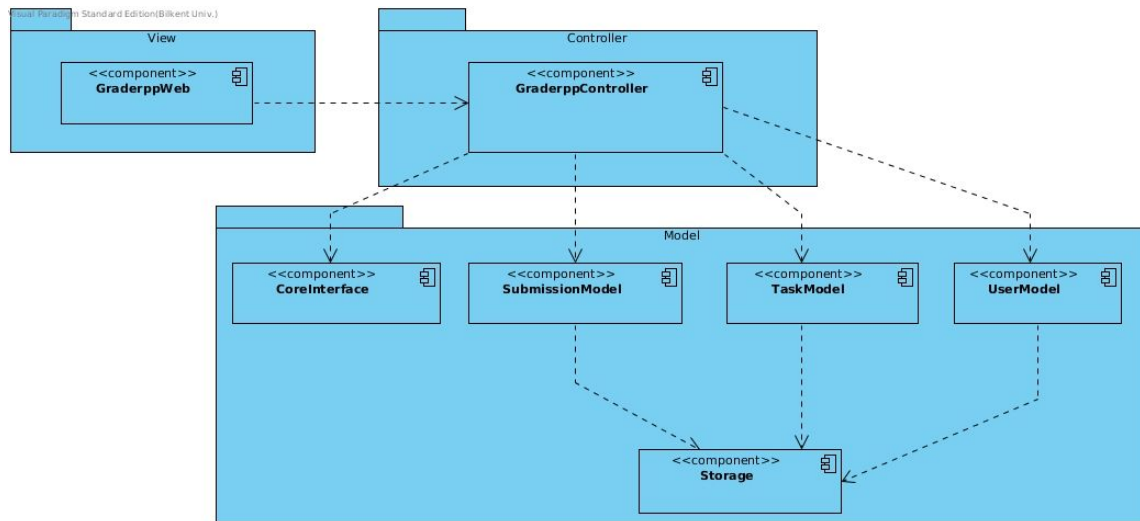 Visual Paradigm Standard Edition(Bilkent Univ.)
View
Controller
<<component>>
GraderppWeb
<<component>>
GraderppController
Model
<<component>>
CoreInterface
<<component>>
SubmissionModel
<<component>>
TaskModel
<<component>>
UserModel
<<component>>
Storage